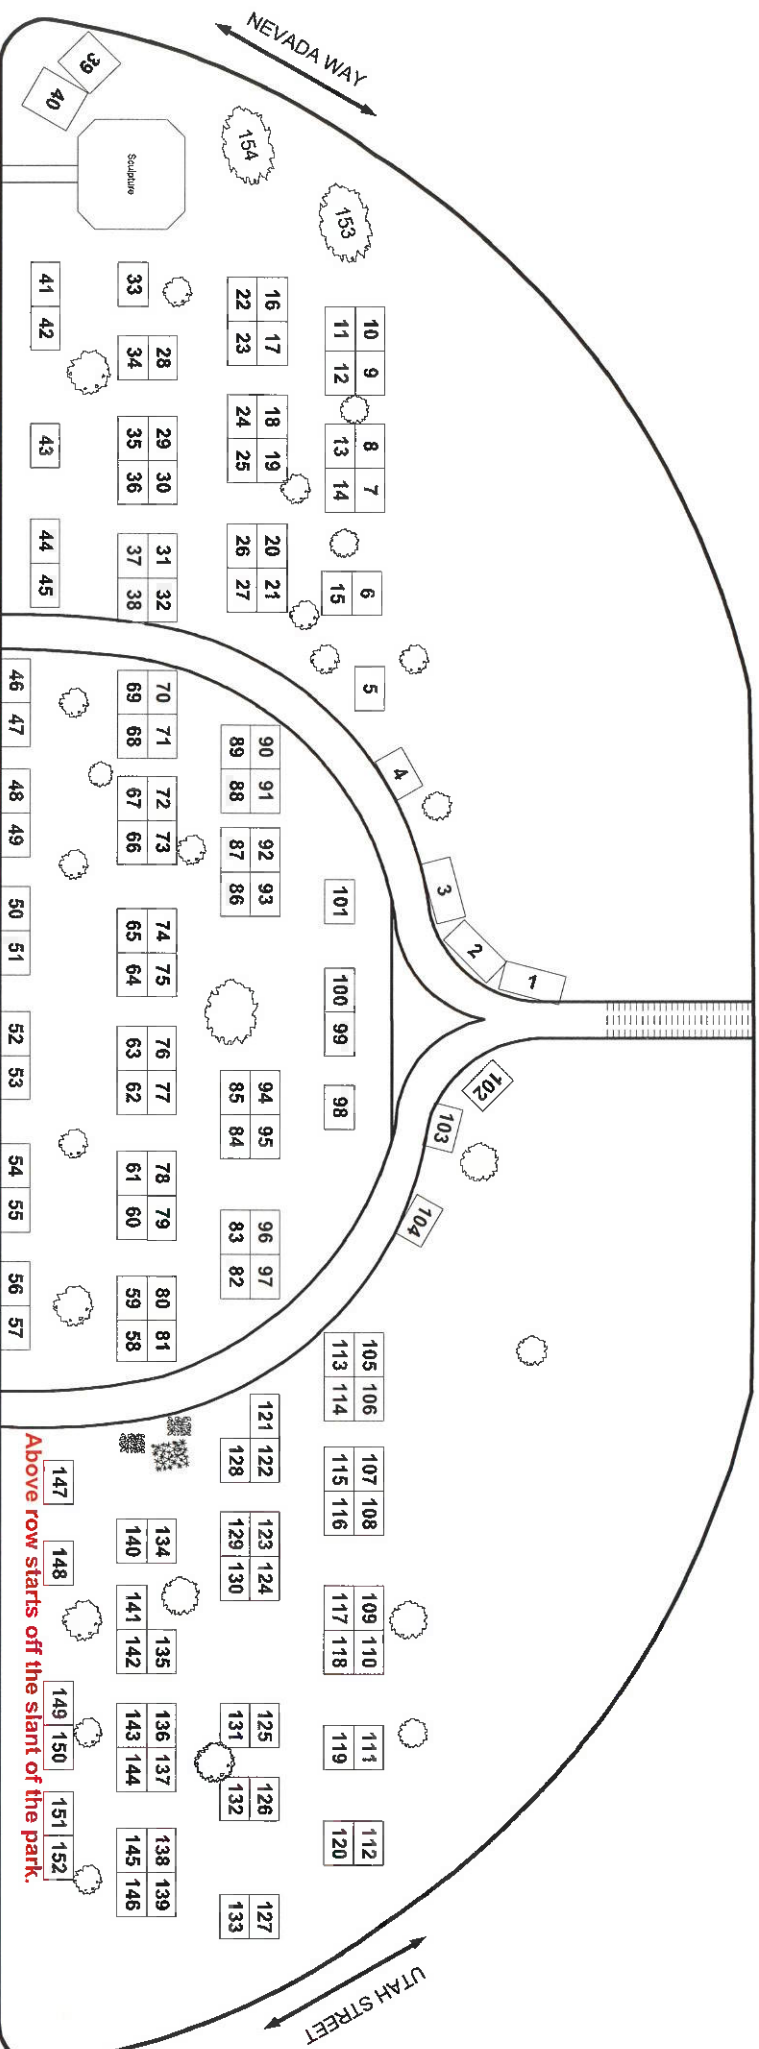 NEVADA WAY
UTAH STREET
1
2 102
3 103
4 104
10 9 8 7 6 5 105 106 107 108 109 110 111 112
153 11 12 13 14 15 101 100 99 98 113 114 115 116 117 118 119 120
16 17 18 19 20 21 90 91 92 93 94 95 96 97 121 122 123 124 125 126 127
154 22 23 24 25 26 27 89 88 87 86 85 84 83 82 128 129 130 131 132 133
28 29 30 31 32 70 71 72 73 74 75 76 77 78 79 80 81 134 135 136 137 138 139
Sculpture 33 34 35 36 37 38 69 68 67 66 65 64 63 62 61 60 59 58 140 141 142 143 144 145 146
39
40
41 42 43 44 45 147 148 149 150 151 152
Above row starts off the slant of the park.
46 47 48 49 50 51 52 53 54 55 56 57